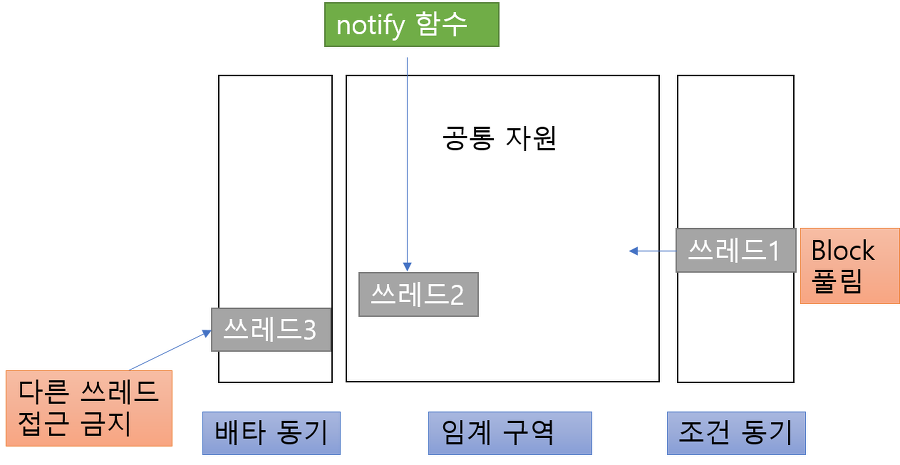 notify 함수
공통 자원
쓰레드1
Block
풀림
쓰레드2
쓰레드3
다른 쓰레드
접근 금지
배타 동기
임계 구역
조건 동기